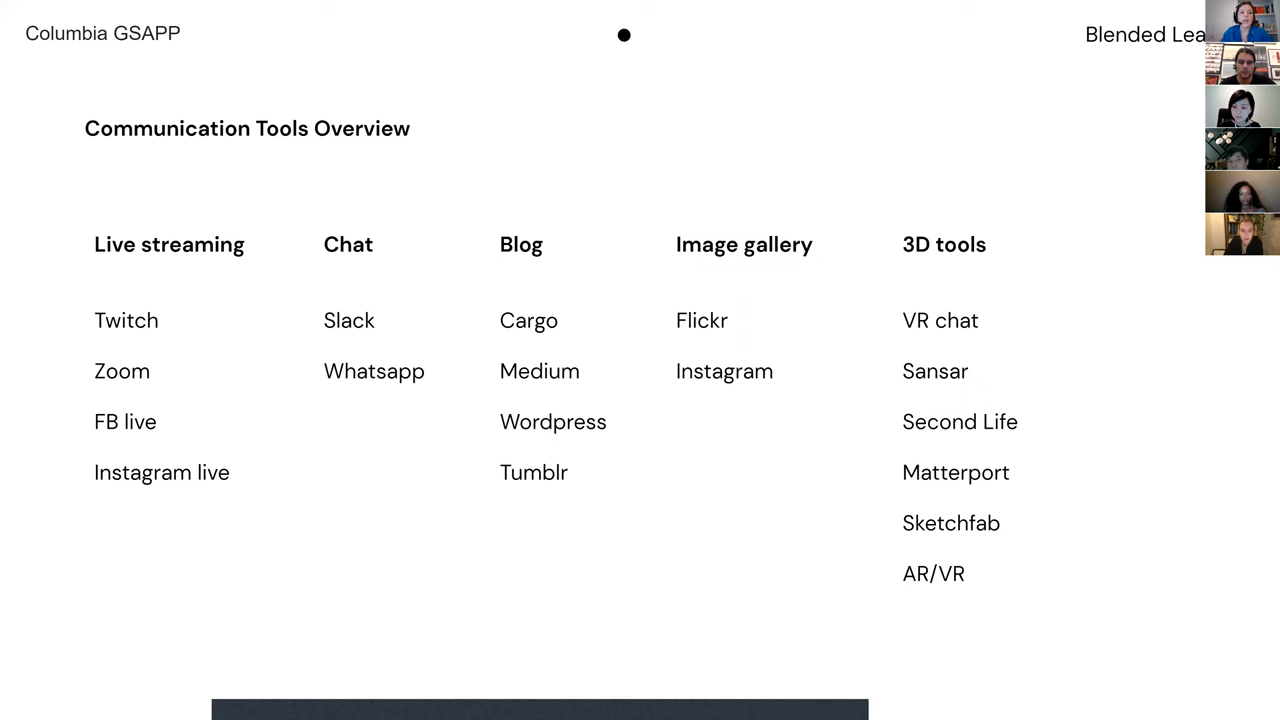 Columbia GSAPP
Blended Lea
Communication Tools Overview
Live streaming
Twitch
Zoom
FB live
Instagram live
Chat
Slack
Whatsapp
Blog
Cargo
Medium
Wordpress
Tumblr
Image gallery
Flickr
Instagram
3D tools
VR chat
Sansar
Second Life
Matterport
Sketchfab
AR/VR